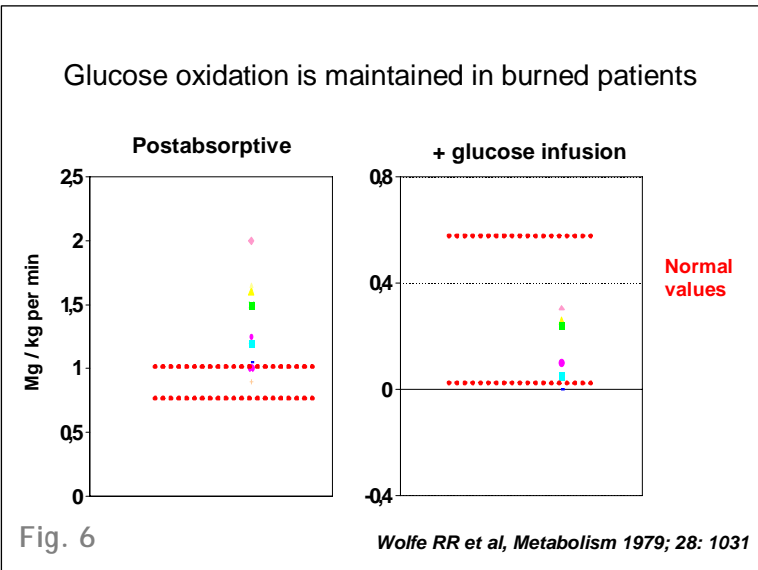 Glucose oxidation is maintained in burned patients
Postabsorptive
2,5
2
1,5
1
0,5
0
Mg / kg per min
+ glucose infusion
0,8
0,4
0
-0,4
Normal
values
Fig. 6
Wolfe RR et al, Metabolism 1979; 28: 1031